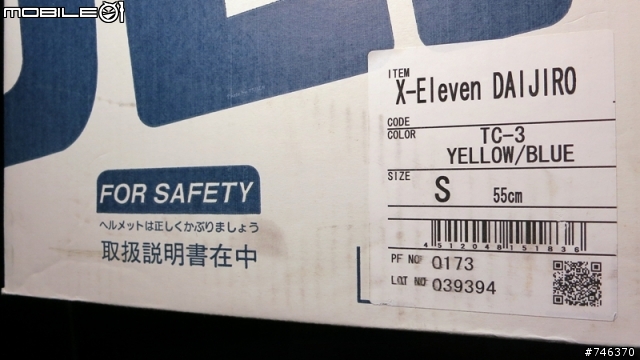 MOBILE01
ITEM
X-Eleven DAIJIRO
CODE
COLOR
TC-3
YELLOW/BLUE
SIZE
S 55cm
4512048151836
PF NO 0173
LOT NO 039394
FOR SAFETY
ヘルメットは正しくかぶりましょう
取扱説明書在中
#746370